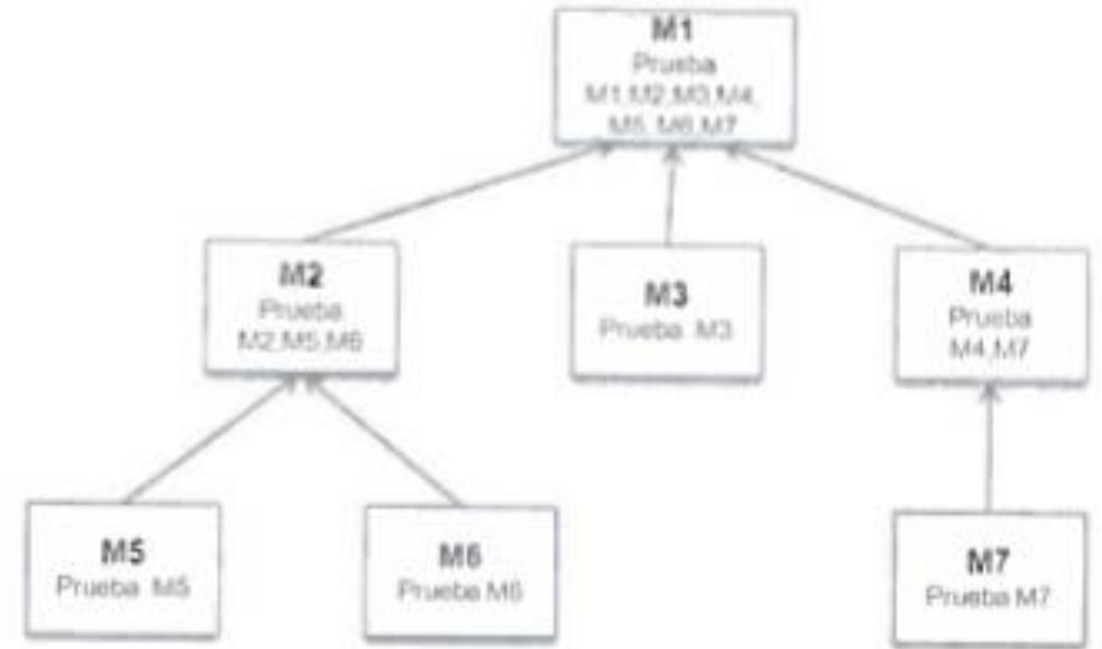 M1
Prueba
M1,M2,M3,M4,
M5, M6,M7
M2
Prueba
M2,M5,M6
M3
Prueba M3
M4
Prueba
M4,M7
M5
Prueba M5
M6
Prueba M6
M7
Prueba M7